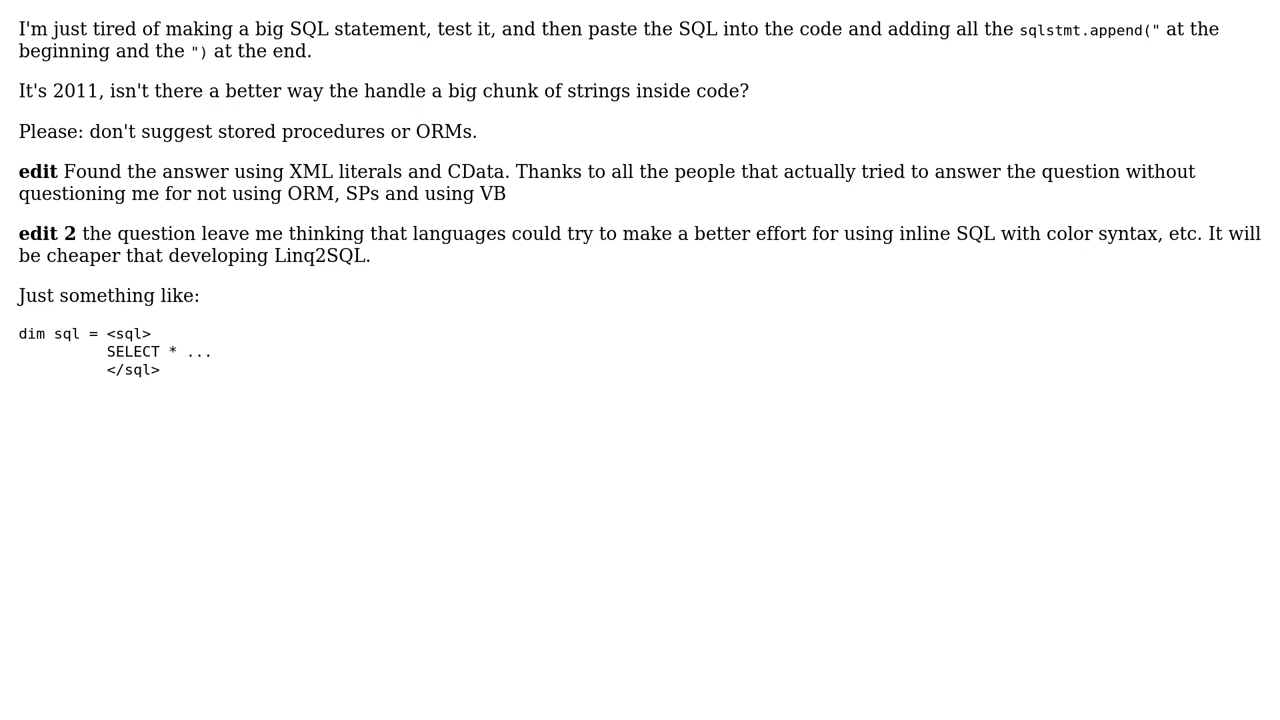 I'm just tired of making a big SQL statement, test it, and then paste the SQL into the code and adding all the sqlstmt.append(" at the
beginning and the ") at the end.
It's 2011, isn't there a better way the handle a big chunk of strings inside code?
Please: don't suggest stored procedures or ORMs.
edit Found the answer using XML literals and CData. Thanks to all the people that actually tried to answer the question without
questioning me for not using ORM, SPs and using VB
edit 2 the question leave me thinking that languages could try to make a better effort for using inline SQL with color syntax, etc. It will
be cheaper that developing Linq2SQL.
Just something like:
dim sql = <sql>
          SELECT * ...
          </sql>